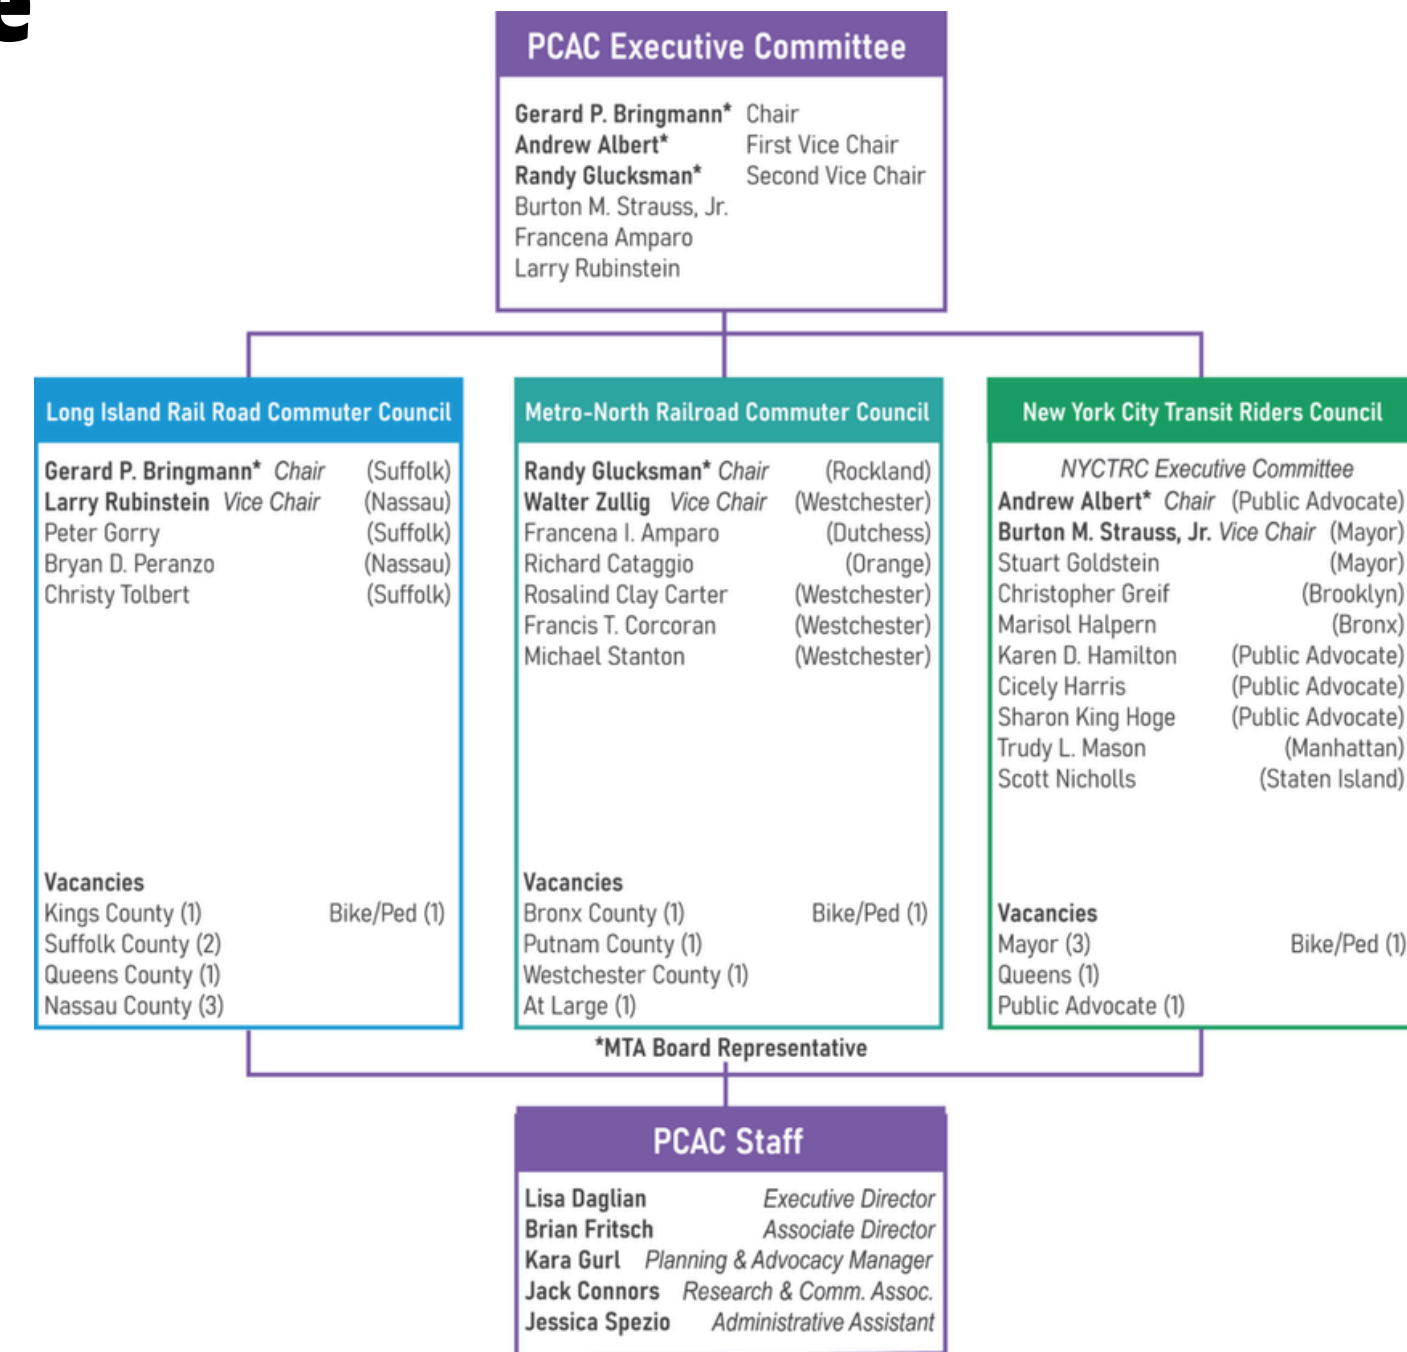 e
PCAC Executive Committee
Gerard P. Bringmann* Chair
Andrew Albert* First Vice Chair
Randy Glucksman* Second Vice Chair
Burton M. Strauss, Jr.
Francena Amparo
Larry Rubinstein
Long Island Rail Road Commuter Council
Gerard P. Bringmann* Chair (Suffolk)
Larry Rubinstein Vice Chair (Nassau)
Peter Gorry (Suffolk)
Bryan D. Peranzo (Nassau)
Christy Tolbert (Suffolk)
Vacancies
Kings County (1) Bike/Ped (1)
Suffolk County (2)
Queens County (1)
Nassau County (3)
Metro-North Railroad Commuter Council
Randy Glucksman* Chair (Rockland)
Walter Zullig Vice Chair (Westchester)
Francena I. Amparo (Dutchess)
Richard Cataggio (Orange)
Rosalind Clay Carter (Westchester)
Francis T. Corcoran (Westchester)
Michael Stanton (Westchester)
Vacancies
Bronx County (1) Bike/Ped (1)
Putnam County (1)
Westchester County (1)
At Large (1)
New York City Transit Riders Council
NYCTRC Executive Committee
Andrew Albert* Chair (Public Advocate)
Burton M. Strauss, Jr. Vice Chair (Mayor)
Stuart Goldstein (Mayor)
Christopher Greif (Brooklyn)
Marisol Halpern (Bronx)
Karen D. Hamilton (Public Advocate)
Cicely Harris (Public Advocate)
Sharon King Hoge (Public Advocate)
Trudy L. Mason (Manhattan)
Scott Nicholls (Staten Island)
Vacancies
Mayor (3) Bike/Ped (1)
Queens (1)
Public Advocate (1)
*MTA Board Representative
PCAC Staff
Lisa Daglian Executive Director
Brian Fritsch Associate Director
Kara Gurl Planning & Advocacy Manager
Jack Connors Research & Comm. Assoc.
Jessica Spezio Administrative Assistant